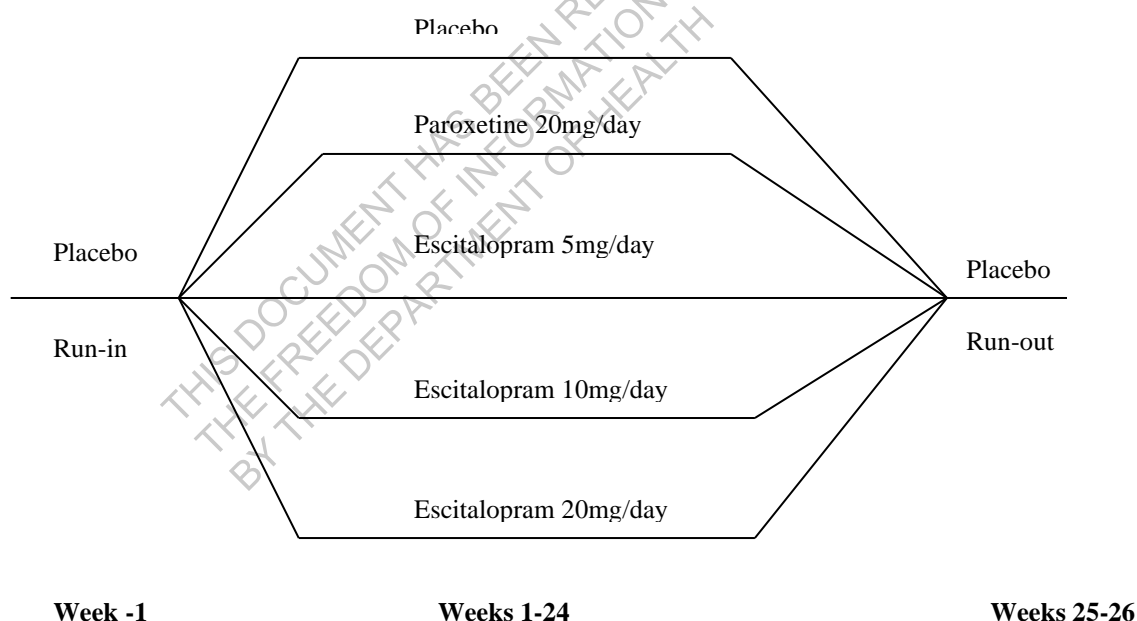 Placebo
Paroxetine 20mg/day
Escitalopram 5mg/day
Placebo
Placebo
Run-in
Run-out
Escitalopram 10mg/day
Escitalopram 20mg/day
Week -1 Weeks 1-24 Weeks 25-26
THIS DOCUMENT HAS BEEN
THE FREEDOM OF INFORMATION
BY THE DEPARTMENT OF HEALTH